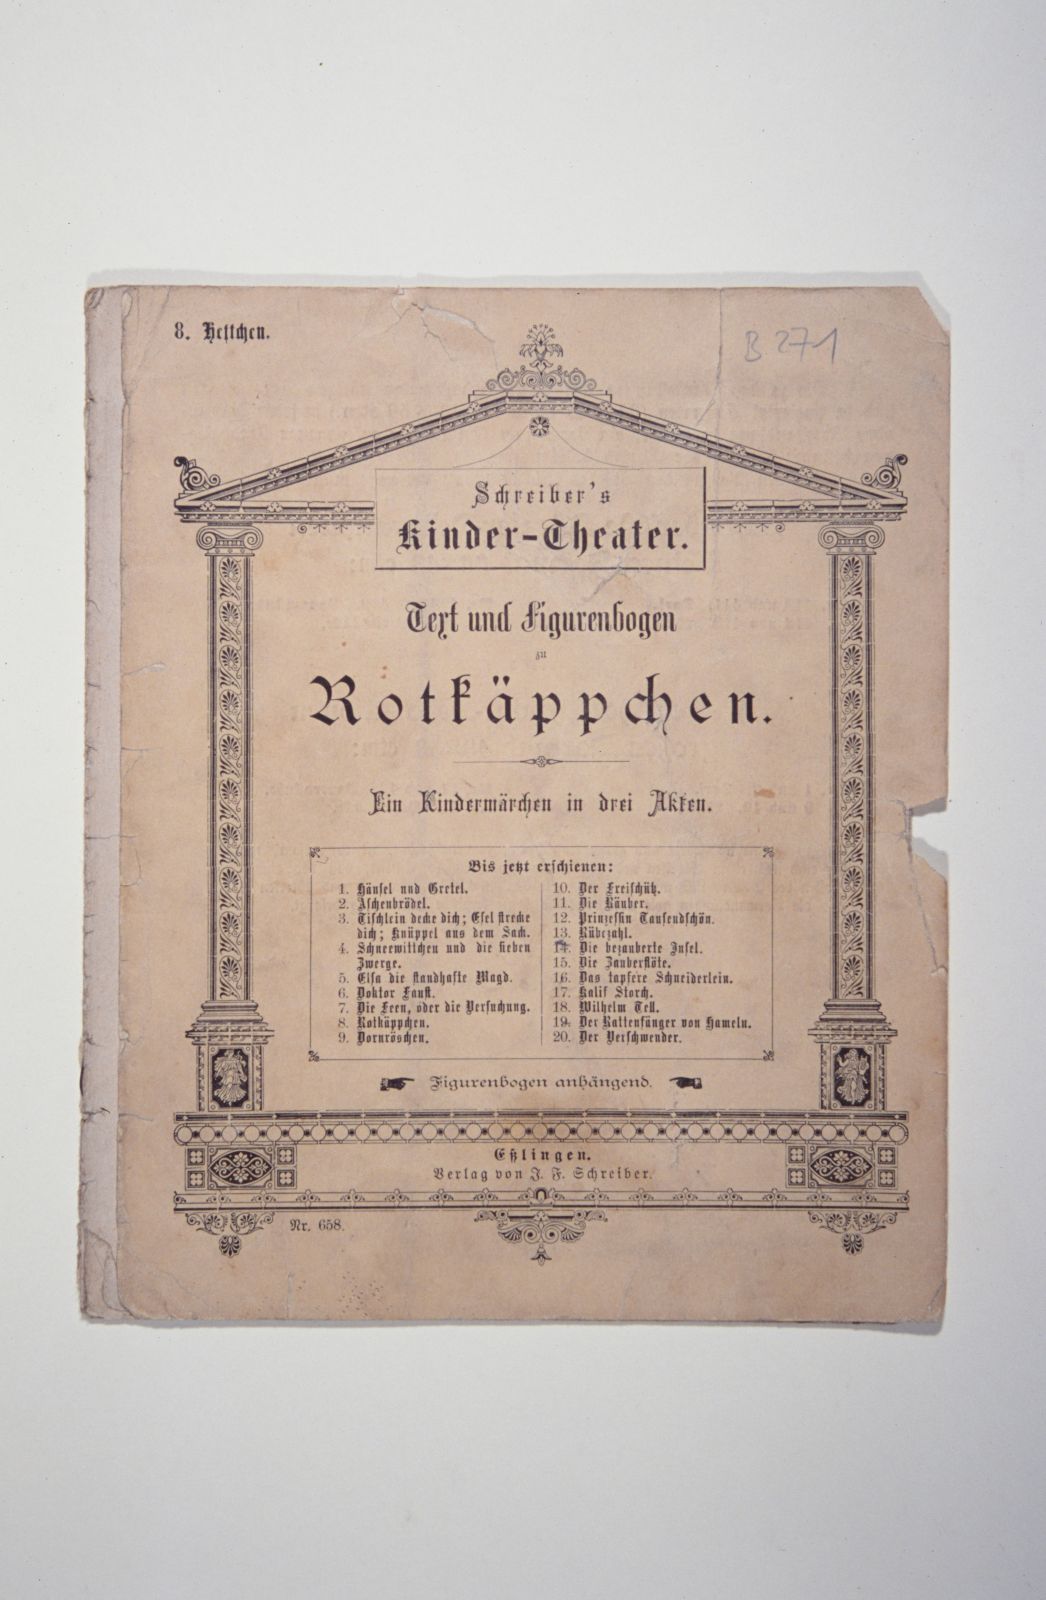 8. Heftchen.
B 271
Schreiber's
Kinder-Theater.
Text und Figurenbogen
zu
Rotkäppchen.
Ein Kindermärchen in drei Akten.
Bis jetzt erschienen:
1. Hänsel und Gretel.
2. Aschenbrödel.
3. Tischlein decke dich; Esel strecke
dich; Knüppel aus dem Sack.
4. Schneewittchen und die sieben
Zwerge.
5. Elsa die standhafte Magd.
6. Doktor Faust.
7. Die Feen, oder die Versuchung.
8. Rotkäppchen.
9. Dornröschen.
10. Der Freischütz.
11. Die Räuber.
12. Prinzessin Tausendschön.
13. Rübezahl.
14. Die bezauberte Insel.
15. Die Zauberflöte.
16. Das tapfere Schneiderlein.
17. Kalif Storch.
18. Wilhelm Tell.
19. Der Rattenfänger von Hameln.
20. Der Verschwender.
Figurenbogen anhängend.
Eßlingen.
Verlag von J. F. Schreiber.
Nr. 658.